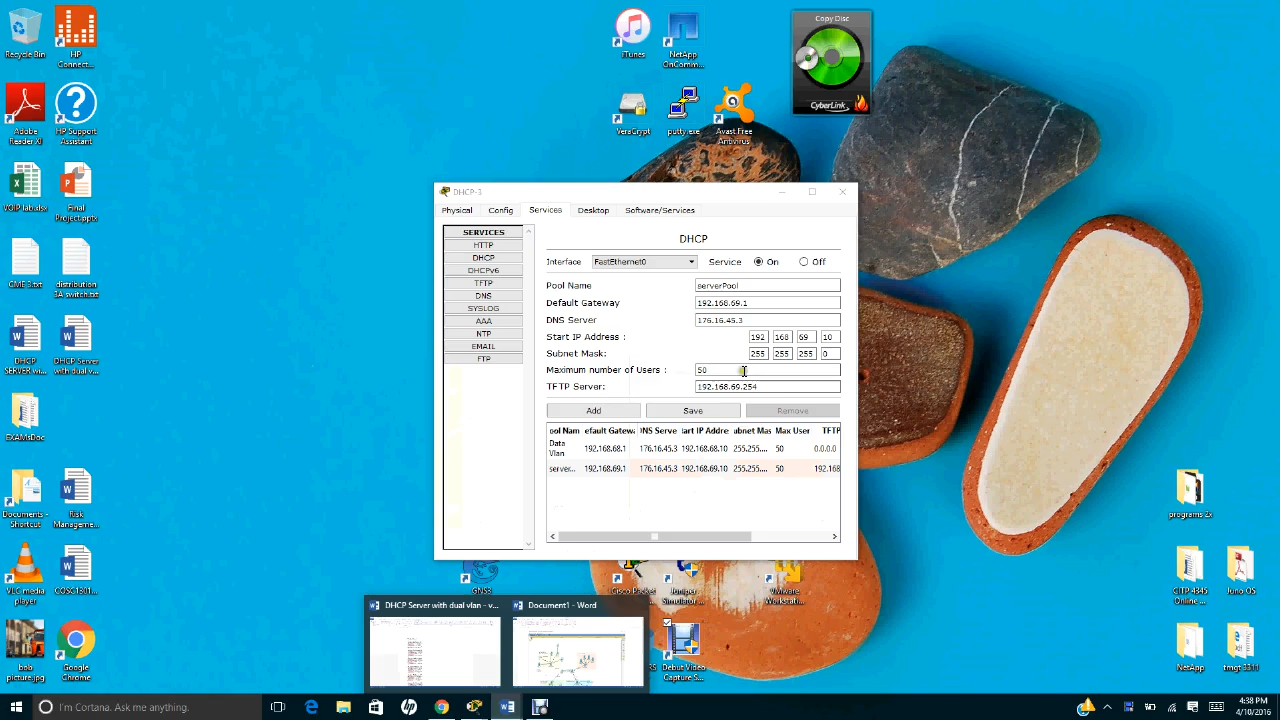 Recycle Bin
HP Connect...
Adobe Reader XI
HP Support Assistant
VOIP lab.xlsx
Final Project.pptx
CME 3.txt
distribution 3A switch.txt
DHCP SERVER wi...
DHCP Server with dual v...
EXAMsDoc
Documents - Shortcut
Risk Manageme...
VLC media player
COSC1301...
bob picture.jpg
Google Chrome
iTunes
NetApp OnComm...
VeraCrypt
putty.exe
Avast Free Antivirus
Copy Disc
CyberLink
DHCP-3
Physical
Config
Services
Desktop
Software/Services
SERVICES
HTTP
DHCP
DHCPv6
TFTP
DNS
SYSLOG
AAA
NTP
EMAIL
FTP
DHCP
Interface FastEthernet0 Service On Off
Pool Name serverPool
Default Gateway 192.168.69.1
DNS Server 176.16.45.3
Start IP Address : 192 168 69 10
Subnet Mask: 255 255 255 0
Maximum number of Users : 50
TFTP Server: 192.168.69.254
Add Save Remove
ool Nam efault Gatewa NS Serve art IP Addre abnet Mas Max User TFTP
Data Vlan 192.168.68.1 176.16.45.3 192.168.68.10 255.255.... 50 0.0.0.0
server... 192.168.69.1 176.16.45.3 192.168.69.10 255.255.... 50 192.168
GNS3
Cisco Packet
Juniper Simulator ...
VMware Workstati...
DHCP Server with dual vlan - v...
Document1 - Word
Debut Video Capture S...
programs 2x
CITP 4345 Online ...
Juno OS
NetApp
tmgt 3311
I'm Cortana. Ask me anything.
4:38 PM
4/10/2016